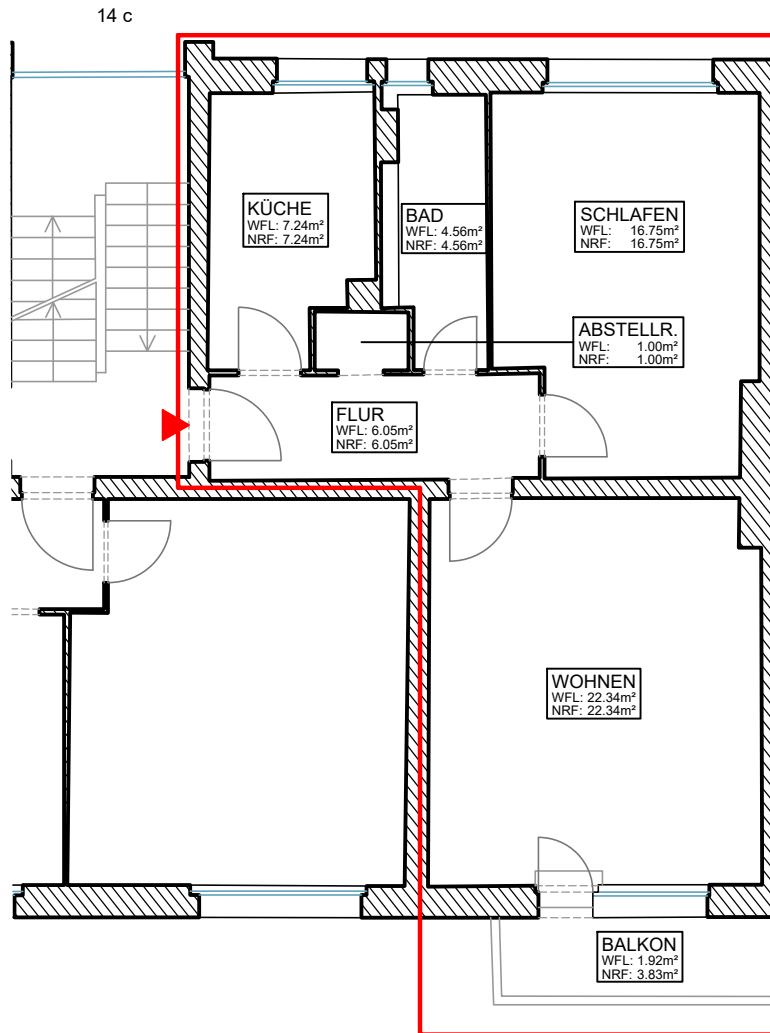 14 c
KÜCHE
WFL: 7.24m²
NRF: 7.24m²
BAD
WFL: 4.56m²
NRF: 4.56m²
SCHLAFEN
WFL: 16.75m²
NRF: 16.75m²
ABSTELLR.
WFL: 1.00m²
NRF: 1.00m²
FLUR
WFL: 6.05m²
NRF: 6.05m²
WOHNEN
WFL: 22.34m²
NRF: 22.34m²
BALKON
WFL: 1.92m²
NRF: 3.83m²